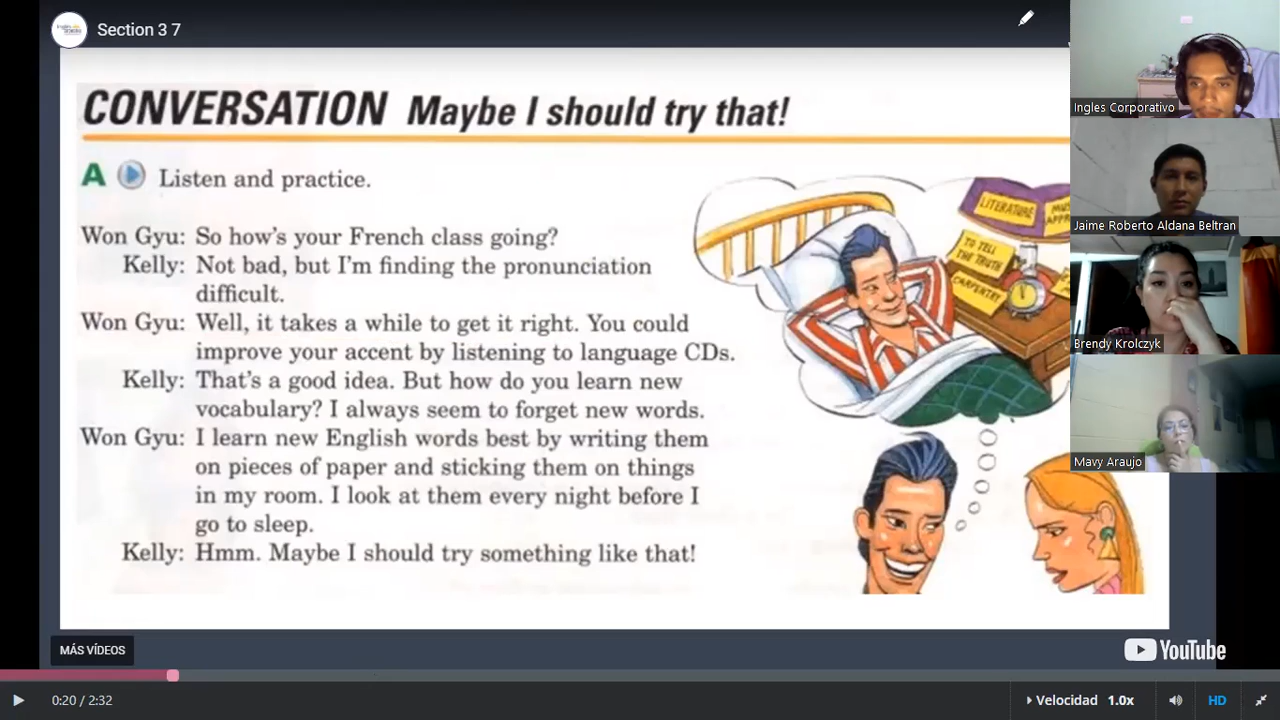 Section 3 7
CONVERSATION Maybe I should try that!
A Listen and practice.
Won Gyu: So how's your French class going?
Kelly: Not bad, but I'm finding the pronunciation
difficult.
Won Gyu: Well, it takes a while to get it right. You could
improve your accent by listening to language CDs.
Kelly: That's a good idea. But how do you learn new
vocabulary? I always seem to forget new words.
Won Gyu: I learn new English words best by writing them
on pieces of paper and sticking them on things
in my room. I look at them every night before I
go to sleep.
Kelly: Hmm. Maybe I should try something like that!
LITERATURE
TO TELL
THE TRUTH
CARPENTRY
Ingles Corporativo
Jaime Roberto Aldana Beltran
Brendy Krolczyk
Mavy Araujo
MÁS VÍDEOS
YouTube
0:20 / 2:32
Velocidad 1.0x
HD